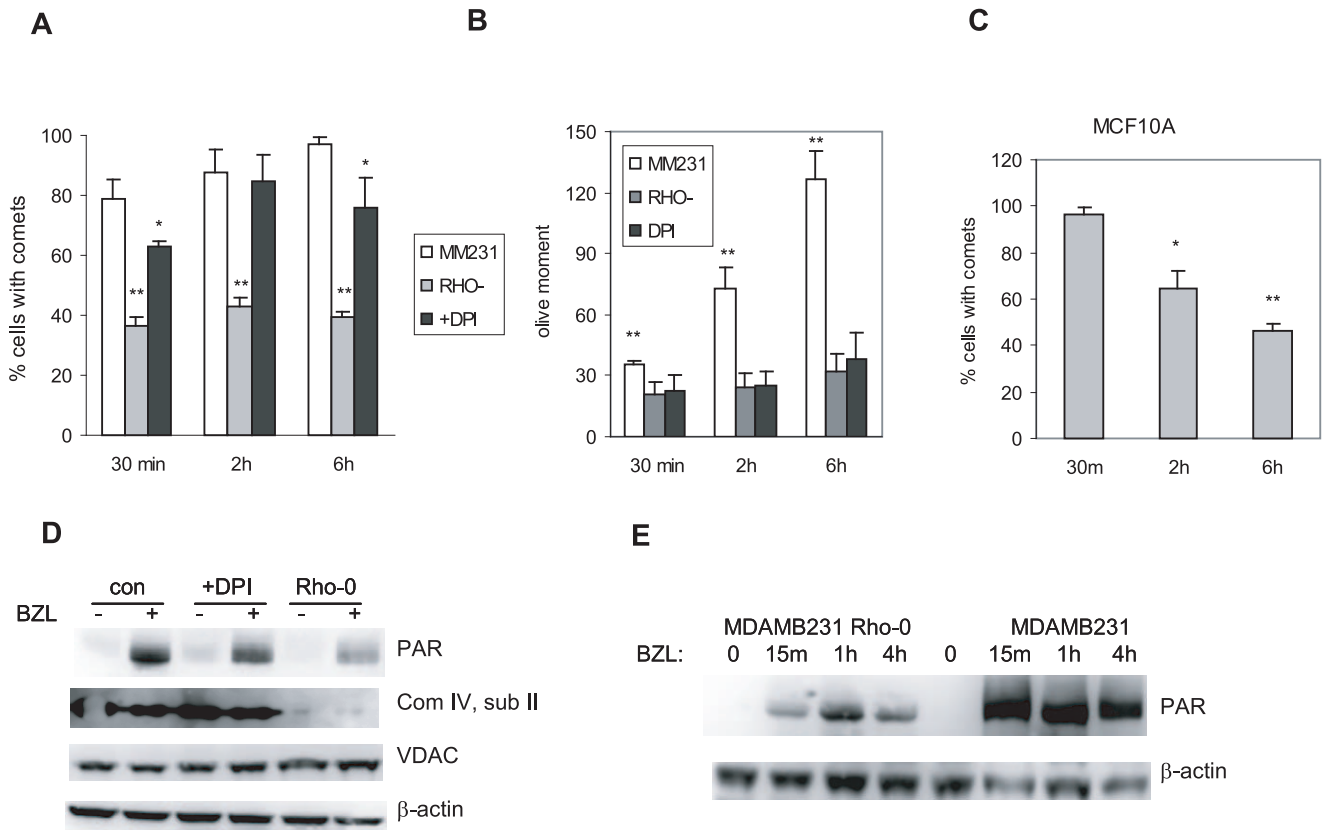 A
% cells with comets
100
80
60
40
20
0
** * ** ** *
30 min 2h 6h
MM231
RHO-
+DPI
B
olive moment
150
120
90
60
30
0
MM231
RHO-
DPI
** ** **
30 min 2h 6h
C
MCF10A
% cells with comets
120
100
80
60
40
20
0
* **
30m 2h 6h
D
con +DPI Rho-0
BZL - + - + - +
PAR
Com IV, sub II
VDAC
β-actin
E
MDAMB231 Rho-0 MDAMB231
BZL: 0 15m 1h 4h 0 15m 1h 4h
PAR
β-actin